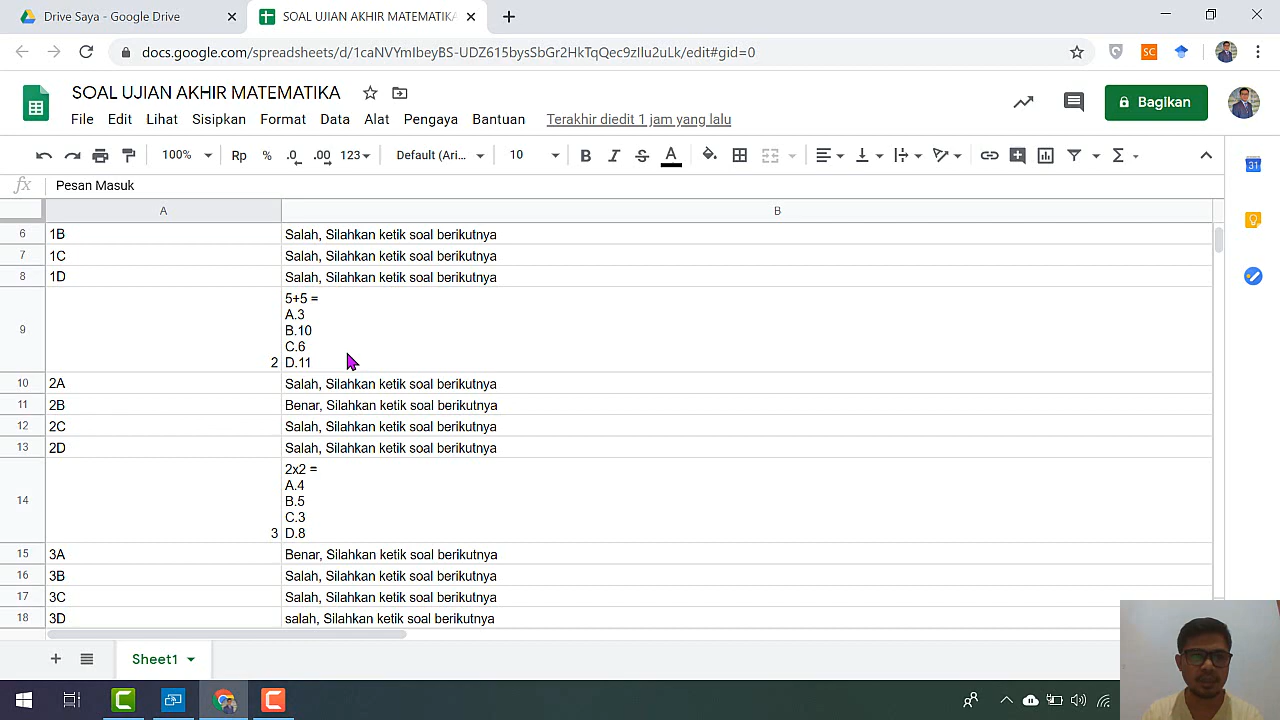 Drive Saya - Google Drive
SOAL UJIAN AKHIR MATEMATIKA
docs.google.com/spreadsheets/d/1caNVYmIbeyBS-UDZ615bysSbGr2HkTqQec9zIIu2uLk/edit#gid=0
SC
SOAL UJIAN AKHIR MATEMATIKA
Bagikan
File Edit Lihat Sisipkan Format Data Alat Pengaya Bantuan Terakhir diedit 1 jam yang lalu
100% Rp % .0 .00 123 Default (Ari... 10 B I S A
31
fx Pesan Masuk
A B
6 1B Salah, Silahkan ketik soal berikutnya
7 1C Salah, Silahkan ketik soal berikutnya
8 1D Salah, Silahkan ketik soal berikutnya
5+5 =
A.3
9 B.10
C.6
2 D.11
10 2A Salah, Silahkan ketik soal berikutnya
11 2B Benar, Silahkan ketik soal berikutnya
12 2C Salah, Silahkan ketik soal berikutnya
13 2D Salah, Silahkan ketik soal berikutnya
2x2 =
A.4
14 B.5
C.3
3 D.8
15 3A Benar, Silahkan ketik soal berikutnya
16 3B Salah, Silahkan ketik soal berikutnya
17 3C Salah, Silahkan ketik soal berikutnya
18 3D salah, Silahkan ketik soal berikutnya
Sheet1